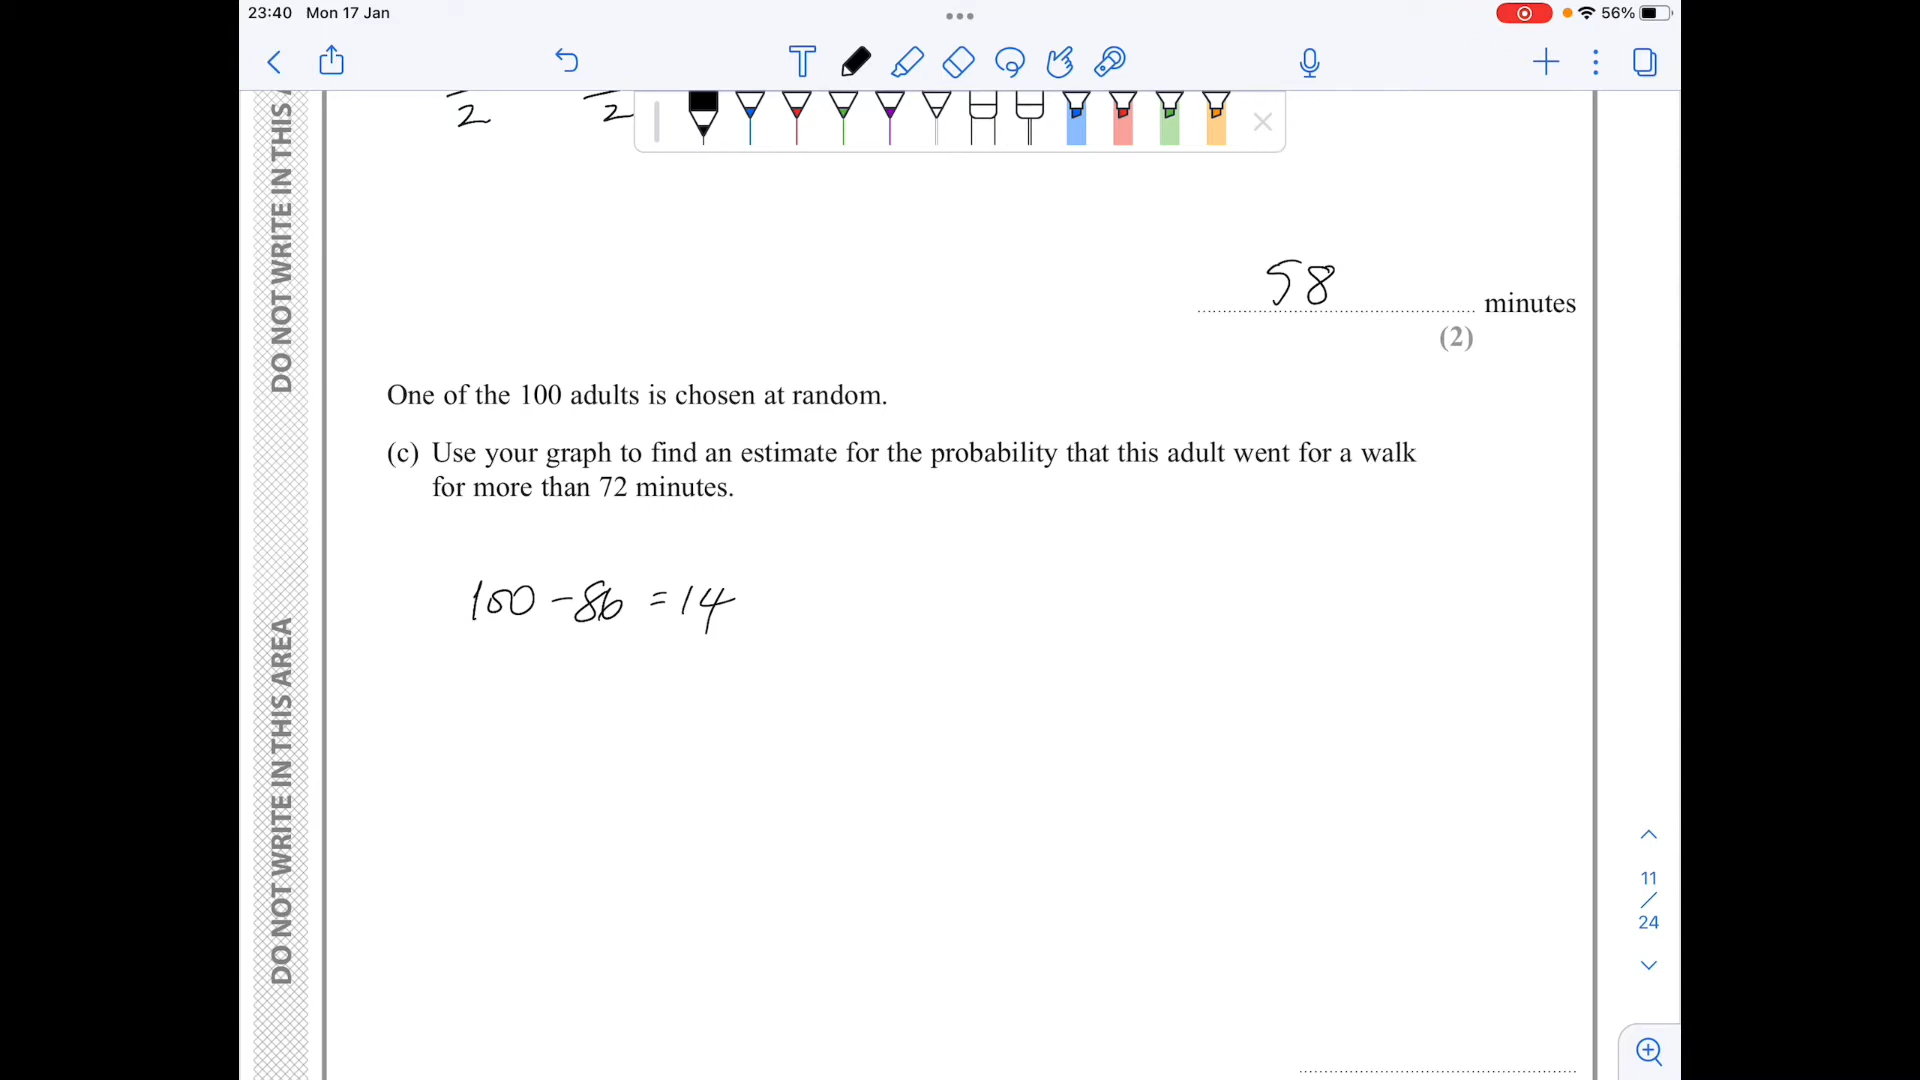 23:40 Mon 17 Jan
56%
T
2 2
DO NOT WRITE IN THIS
58 minutes
(2)
One of the 100 adults is chosen at random.
(c) Use your graph to find an estimate for the probability that this adult went for a walk
for more than 72 minutes.
100 - 86 = 14
DO NOT WRITE IN THIS AREA
11
/
24